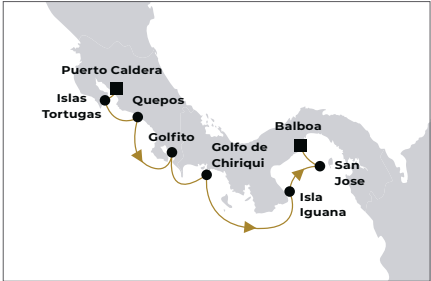 Puerto Caldera
Islas
Tortugas
Quepos
Golfito
Golfo de
Chiriqui
Balboa
San
Jose
Isla
Iguana